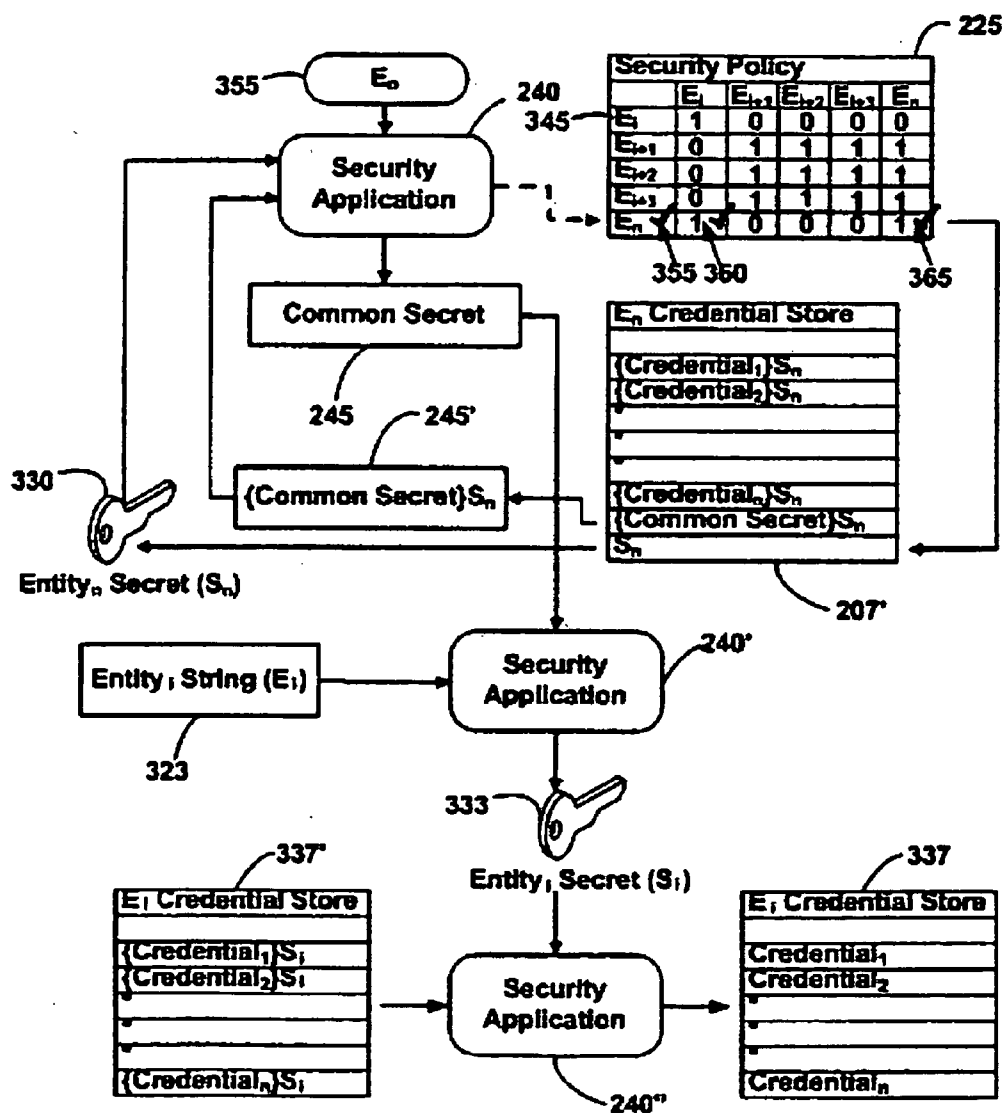 225
355
Eₙ
240
Security Policy
Eᵢ Eᵢ₊₁ Eᵢ₊₂ Eᵢ₊₃ Eₙ
345
Eᵢ 1 0 0 0 0
Eᵢ₊₁ 0 1 1 1 1
Eᵢ₊₂ 0 1 1 1 1
Eᵢ₊₃ 0 1 1 1 1
Eₙ 1 0 0 0 1
Security
Application
355 360
365
Common Secret
245
Eₙ Credential Store
{Credential₁}Sₙ
{Credential₂}Sₙ
"
"
"
{Credentialₙ}Sₙ
{Common Secret}Sₙ
Sₙ
207'
245'
{Common Secret}Sₙ
330
Entityₙ Secret (Sₙ)
Entityᵢ String (Eᵢ)
323
Security
Application
240'
333
Entityᵢ Secret (Sᵢ)
337'
Eᵢ Credential Store
{Credential₁}Sᵢ
{Credential₂}Sᵢ
"
"
"
{Credentialₙ}Sᵢ
Security
Application
240"
337
Eᵢ Credential Store
Credential₁
Credential₂
"
"
"
Credentialₙ